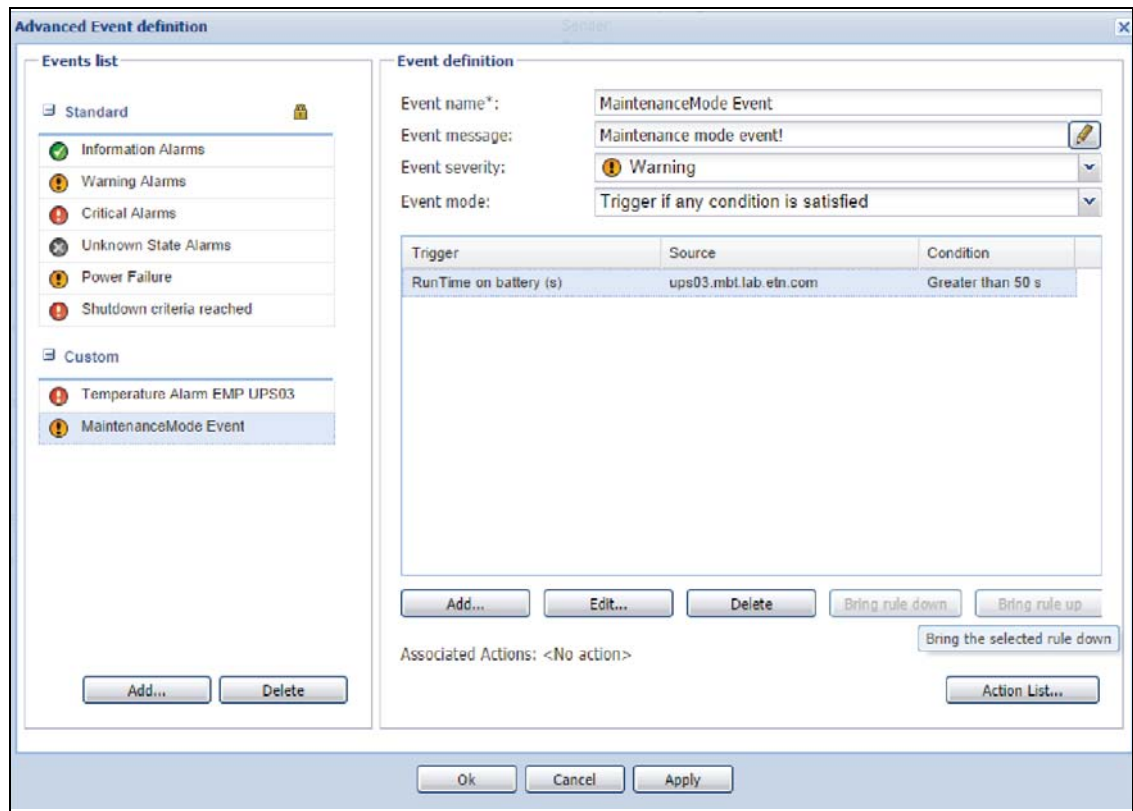 Advanced Event definition
Events list
Standard
Information Alarms
Warning Alarms
Critical Alarms
Unknown State Alarms
Power Failure
Shutdown criteria reached
Custom
Temperature Alarm EMP UPS03
MaintenanceMode Event
Add... Delete
Event definition
Event name*: MaintenanceMode Event
Event message: Maintenance mode event!
Event severity: Warning
Event mode: Trigger if any condition is satisfied
Trigger Source Condition
RunTime on battery (s) ups03.mbt.lab.etn.com Greater than 50 s
Add... Edit... Delete Bring rule down Bring rule up
Bring the selected rule down
Associated Actions: <No action>
Action List...
Ok Cancel Apply